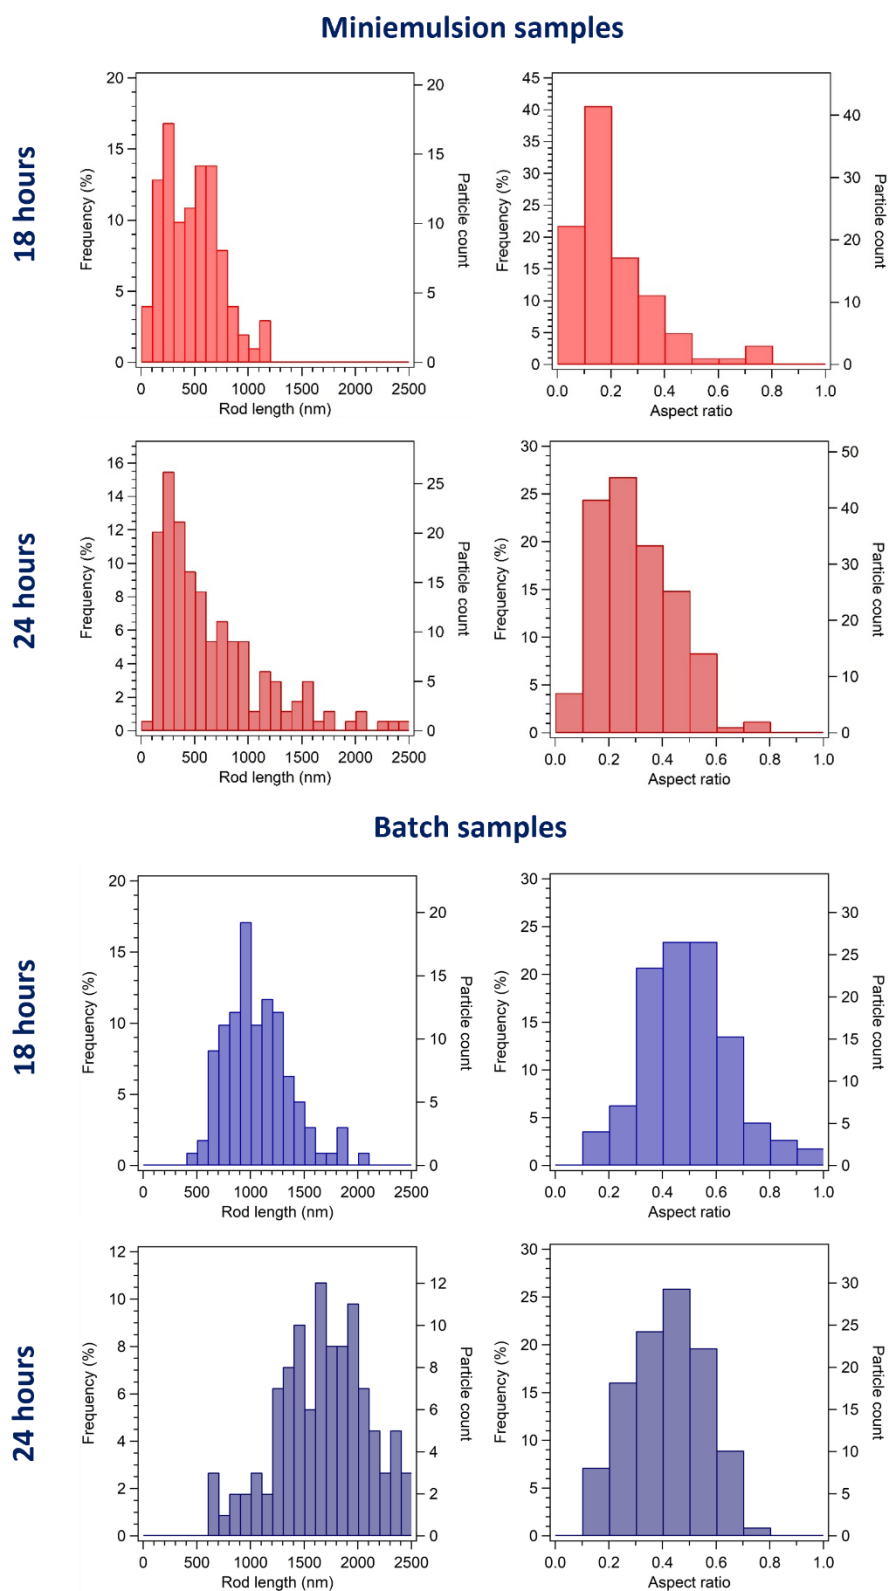 Miniemulsion samples
18 hours
20
15
10
5
0
Frequency (%)
20
15
10
5
0
Particle count
0 500 1000 1500 2000 2500
Rod length (nm)
45
40
35
30
25
20
15
10
5
0
Frequency (%)
40
30
20
10
0
Particle count
0.0 0.2 0.4 0.6 0.8 1.0
Aspect ratio
24 hours
16
14
12
10
8
6
4
2
0
Frequency (%)
25
20
15
10
5
0
Particle count
0 500 1000 1500 2000 2500
Rod length (nm)
30
25
20
15
10
5
0
Frequency (%)
50
40
30
20
10
0
Particle count
0.0 0.2 0.4 0.6 0.8 1.0
Aspect ratio
Batch samples
18 hours
20
15
10
5
0
Frequency (%)
20
15
10
5
0
Particle count
0 500 1000 1500 2000 2500
Rod length (nm)
30
25
20
15
10
5
0
Frequency (%)
30
25
20
15
10
5
0
Particle count
0.0 0.2 0.4 0.6 0.8 1.0
Aspect ratio
24 hours
12
10
8
6
4
2
0
Frequency (%)
12
10
8
6
4
2
0
Particle count
0 500 1000 1500 2000 2500
Rod length (nm)
30
25
20
15
10
5
0
Frequency (%)
30
25
20
15
10
5
0
Particle count
0.0 0.2 0.4 0.6 0.8 1.0
Aspect ratio